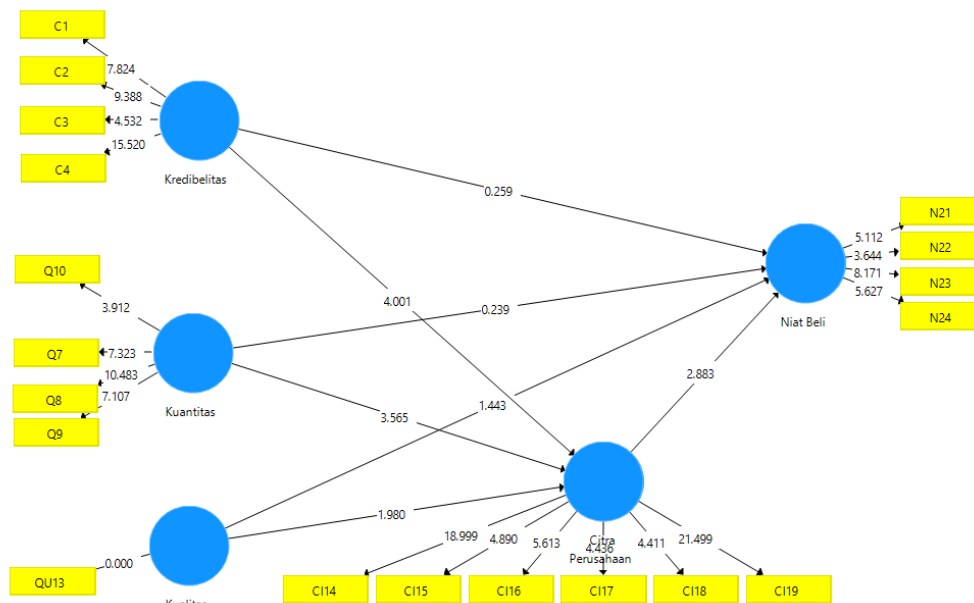 C1
7.824
C2
9.388
C3
4.532
C4
15.520
Kredibelitas
0.259
N21
5.112
N22
3.644
N23
8.171
N24
5.627
Niat Beli
Q10
3.912
4.001
0.239
Q7
7.323
Q8
10.483
Q9
7.107
Kuantitas
2.883
1.443
3.565
1.980
QU13
0.000
Kualitas
Citra
Perusahaan
18.999
4.890
5.613
4.436
4.411
21.499
CI14
CI15
CI16
CI17
CI18
CI19